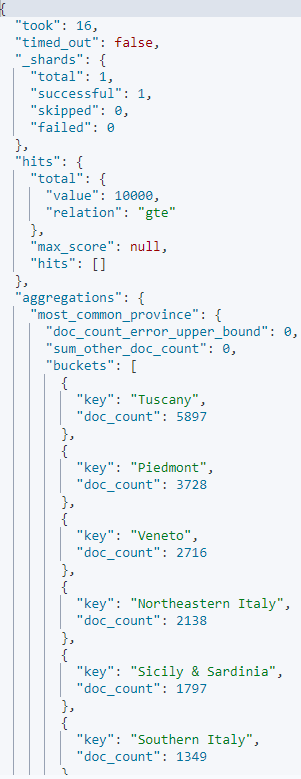 {
  "took": 16,
  "timed_out": false,
  "_shards": {
    "total": 1,
    "successful": 1,
    "skipped": 0,
    "failed": 0
  },
  "hits": {
    "total": {
      "value": 10000,
      "relation": "gte"
    },
    "max_score": null,
    "hits": []
  },
  "aggregations": {
    "most_common_province": {
      "doc_count_error_upper_bound": 0,
      "sum_other_doc_count": 0,
      "buckets": [
        {
          "key": "Tuscany",
          "doc_count": 5897
        },
        {
          "key": "Piedmont",
          "doc_count": 3728
        },
        {
          "key": "Veneto",
          "doc_count": 2716
        },
        {
          "key": "Northeastern Italy",
          "doc_count": 2138
        },
        {
          "key": "Sicily & Sardinia",
          "doc_count": 1797
        },
        {
          "key": "Southern Italy",
          "doc_count": 1349
        }